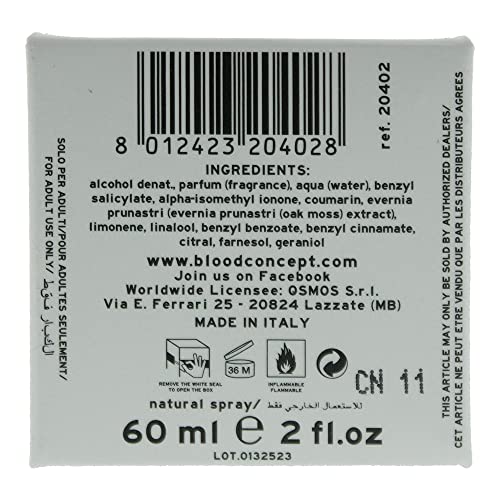 8 012423 204028
ref. 20402
INGREDIENTS:
alcohol denat., parfum (fragrance), aqua (water), benzyl
salicylate, alpha-isomethyl ionone, coumarin, evernia
prunastri (evernia prunastri (oak moss) extract),
limonene, linalool, benzyl benzoate, benzyl cinnamate,
citral, farnesol, geraniol
www.bloodconcept.com
Join us on Facebook
Worldwide Licensee: OSMOS S.r.l.
Via E. Ferrari 25 - 20824 Lazzate (MB)
MADE IN ITALY
REMOVE THE WHITE SEAL
TO OPEN THE BOX
36 M
INFLAMMABLE
FLAMMABLE
CN 11
natural spray/ للاستعمال الخارجي فقط/
60 ml e 2 fl.oz
LOT.0132523
SOLO PER ADULTI/POUR ADULTES SEULEMENT/
FOR ADULT USE ONLY/ للكبار فقط
THIS ARTICLE MAY ONLY BE SOLD BY AUTHORIZED DEALERS/
CET ARTICLE NE PEUT ETRE VENDU QUE PAR LES DISTRIBUTEURS AGREES